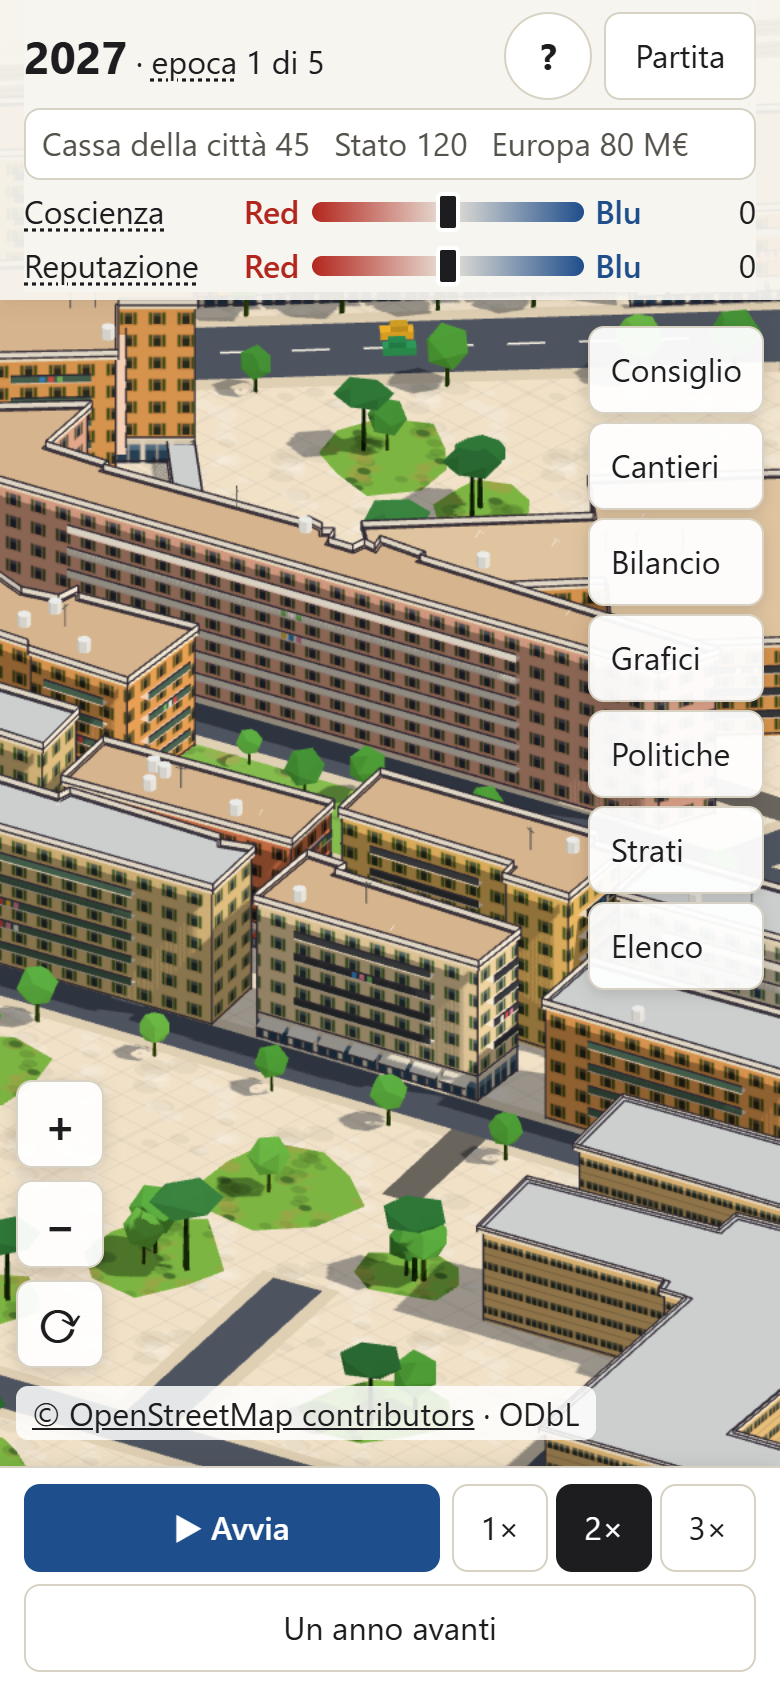 2027 · epoca 1 di 5
?
Partita
Cassa della città 45 Stato 120 Europa 80 M€
Coscienza Red Blu 0
Reputazione Red Blu 0
Consiglio
Cantieri
Bilancio
Grafici
Politiche
Strati
Elenco
+
−
© OpenStreetMap contributors · ODbL
▶ Avvia
1×
2×
3×
Un anno avanti